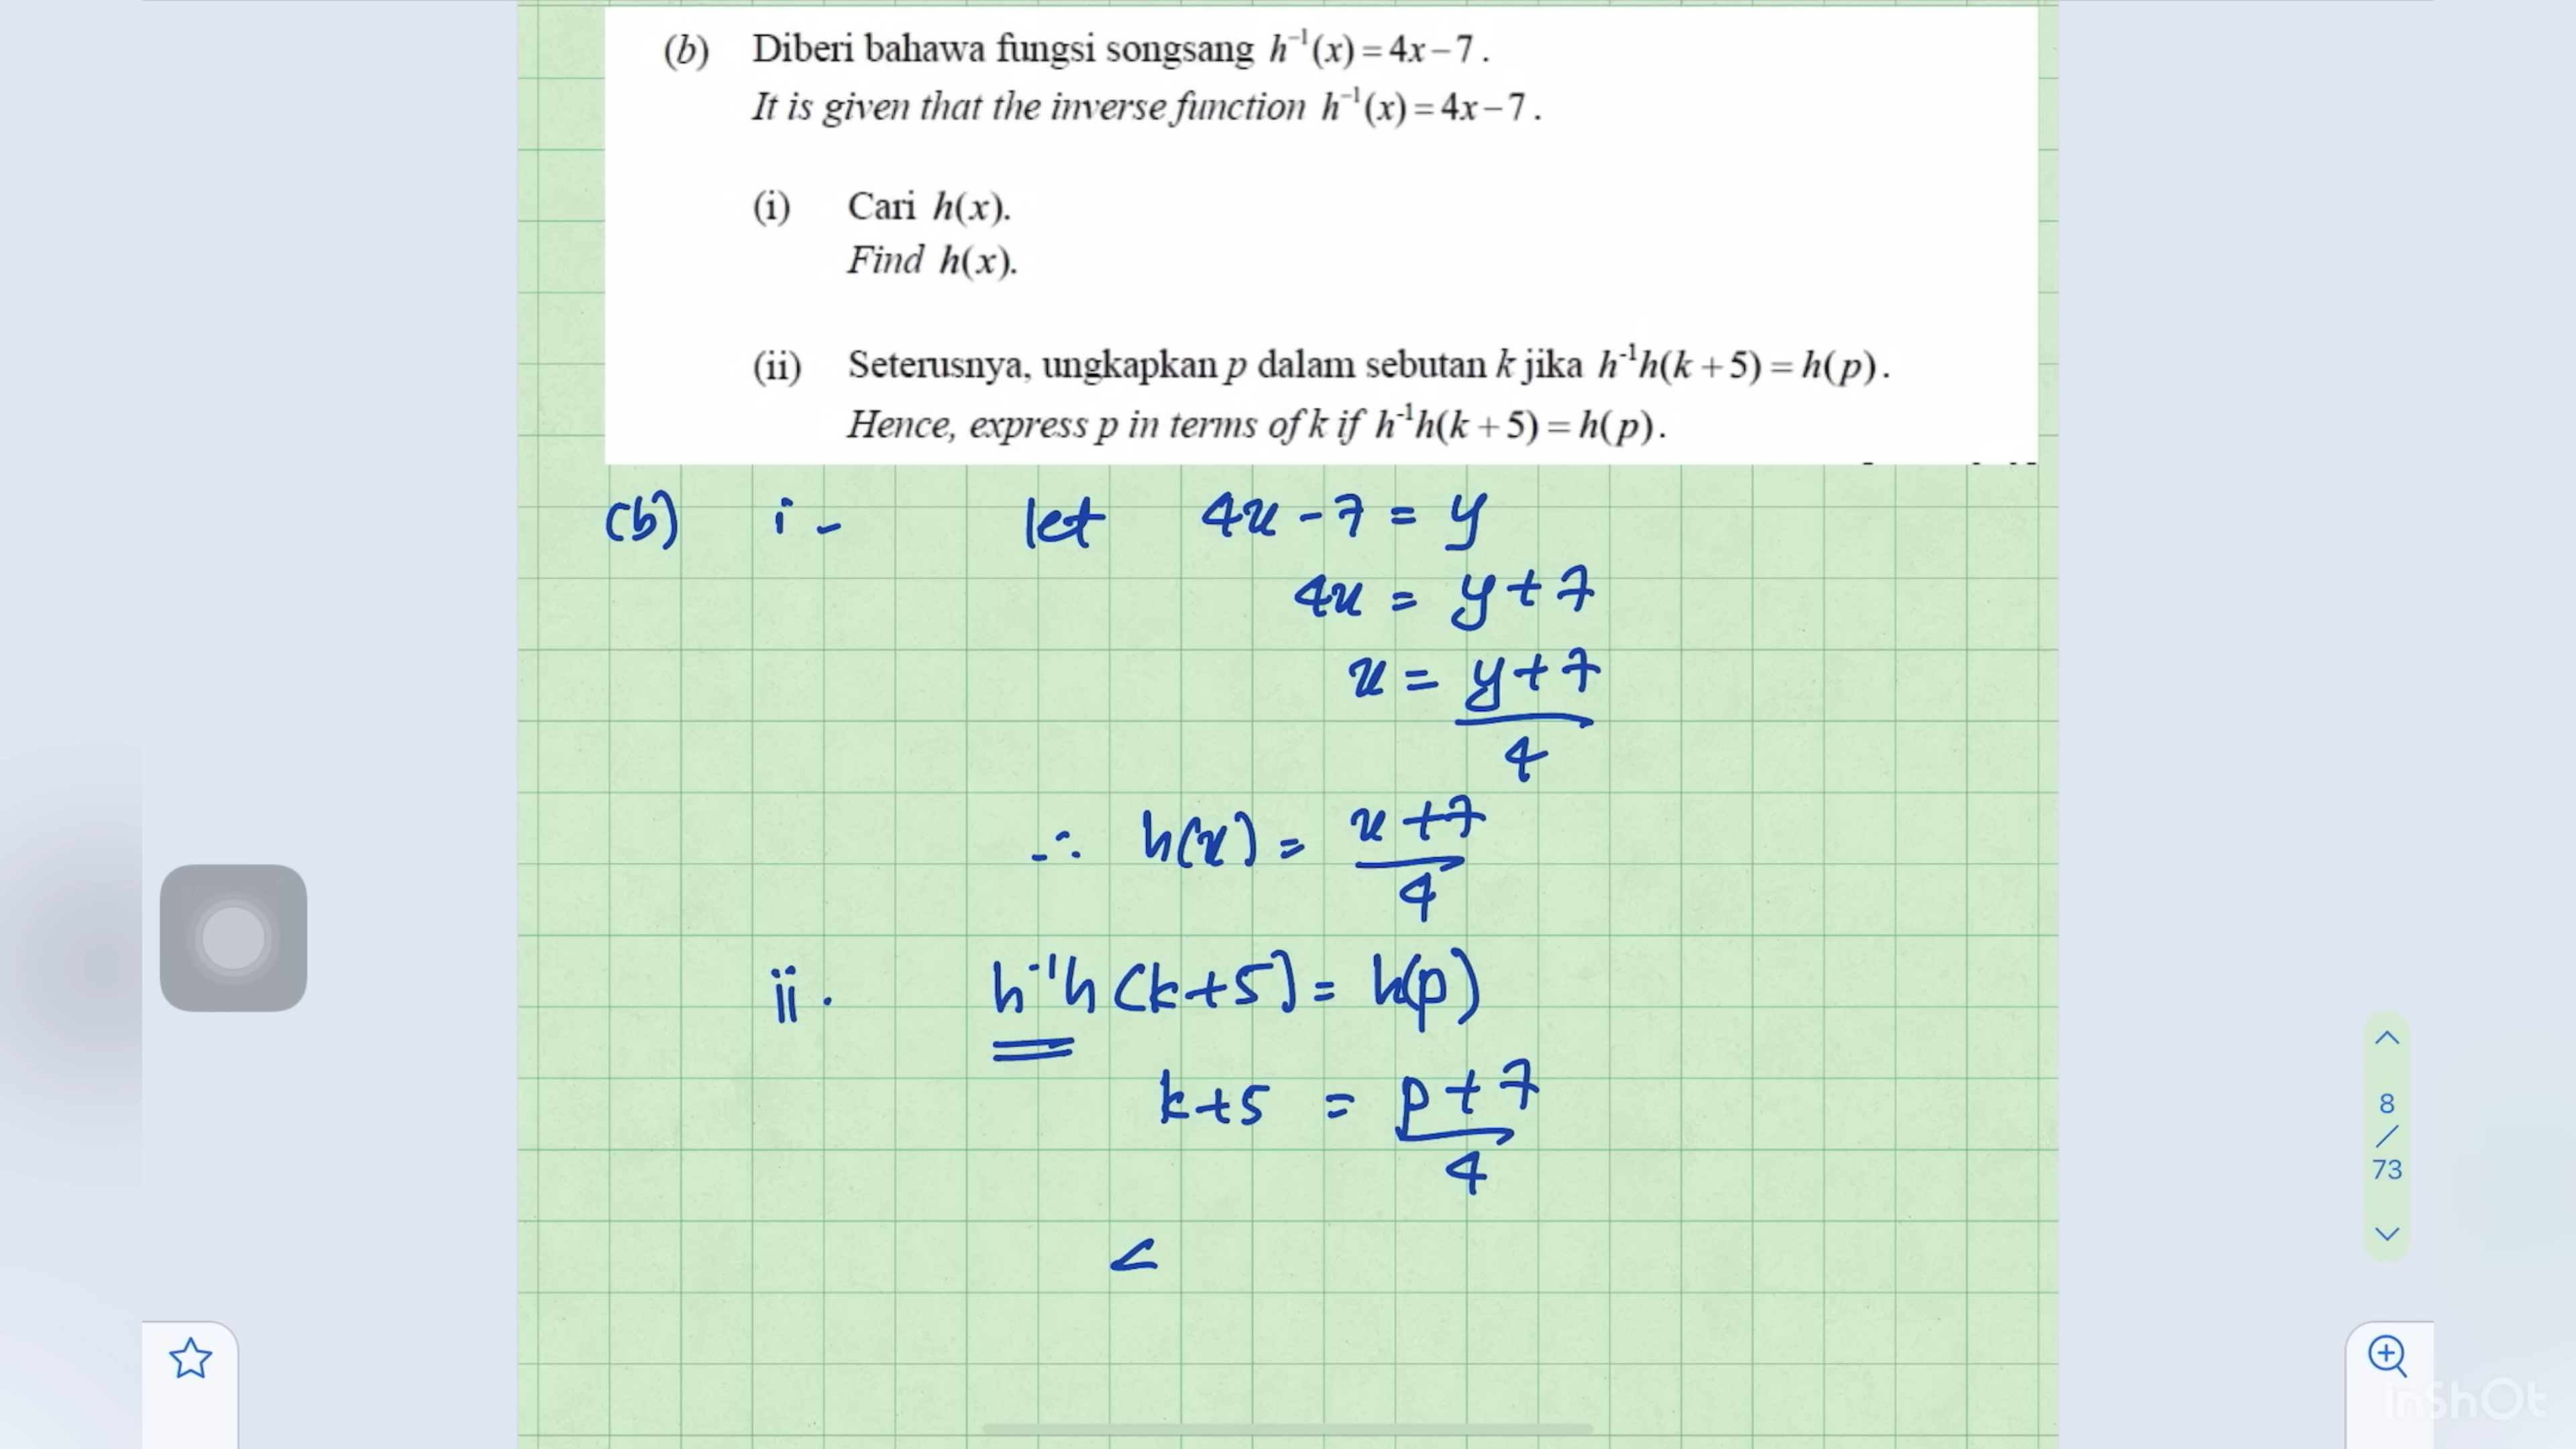 (b) Diberi bahawa fungsi songsang h⁻¹(x) = 4x – 7.
It is given that the inverse function h⁻¹(x) = 4x – 7.
(i) Cari h(x).
Find h(x).
(ii) Seterusnya, ungkapkan p dalam sebutan k jika h⁻¹h(k + 5) = h(p).
Hence, express p in terms of k if h⁻¹h(k + 5) = h(p).
(b) i - let 4x - 7 = y
4x = y + 7
x = y + 7
4
∴ h(x) = x + 7
4
ii. h⁻¹h (k+5) = h(p)
k+5 = p + 7
4
8
/
73
InShOt